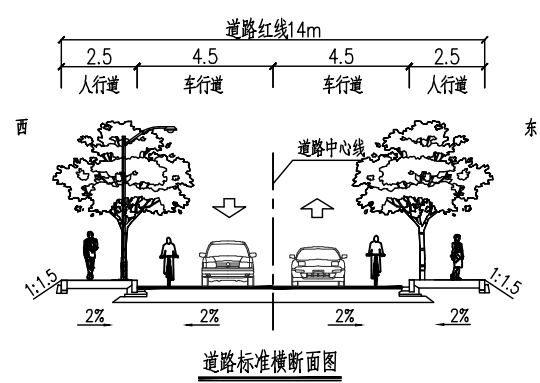 道路红线14m
2.5 4.5 4.5 2.5
人行道 车行道 车行道 人行道
西 东
道路中心线
1:1.5 1:1.5
2% 2% 2% 2%
道路标准横断面图